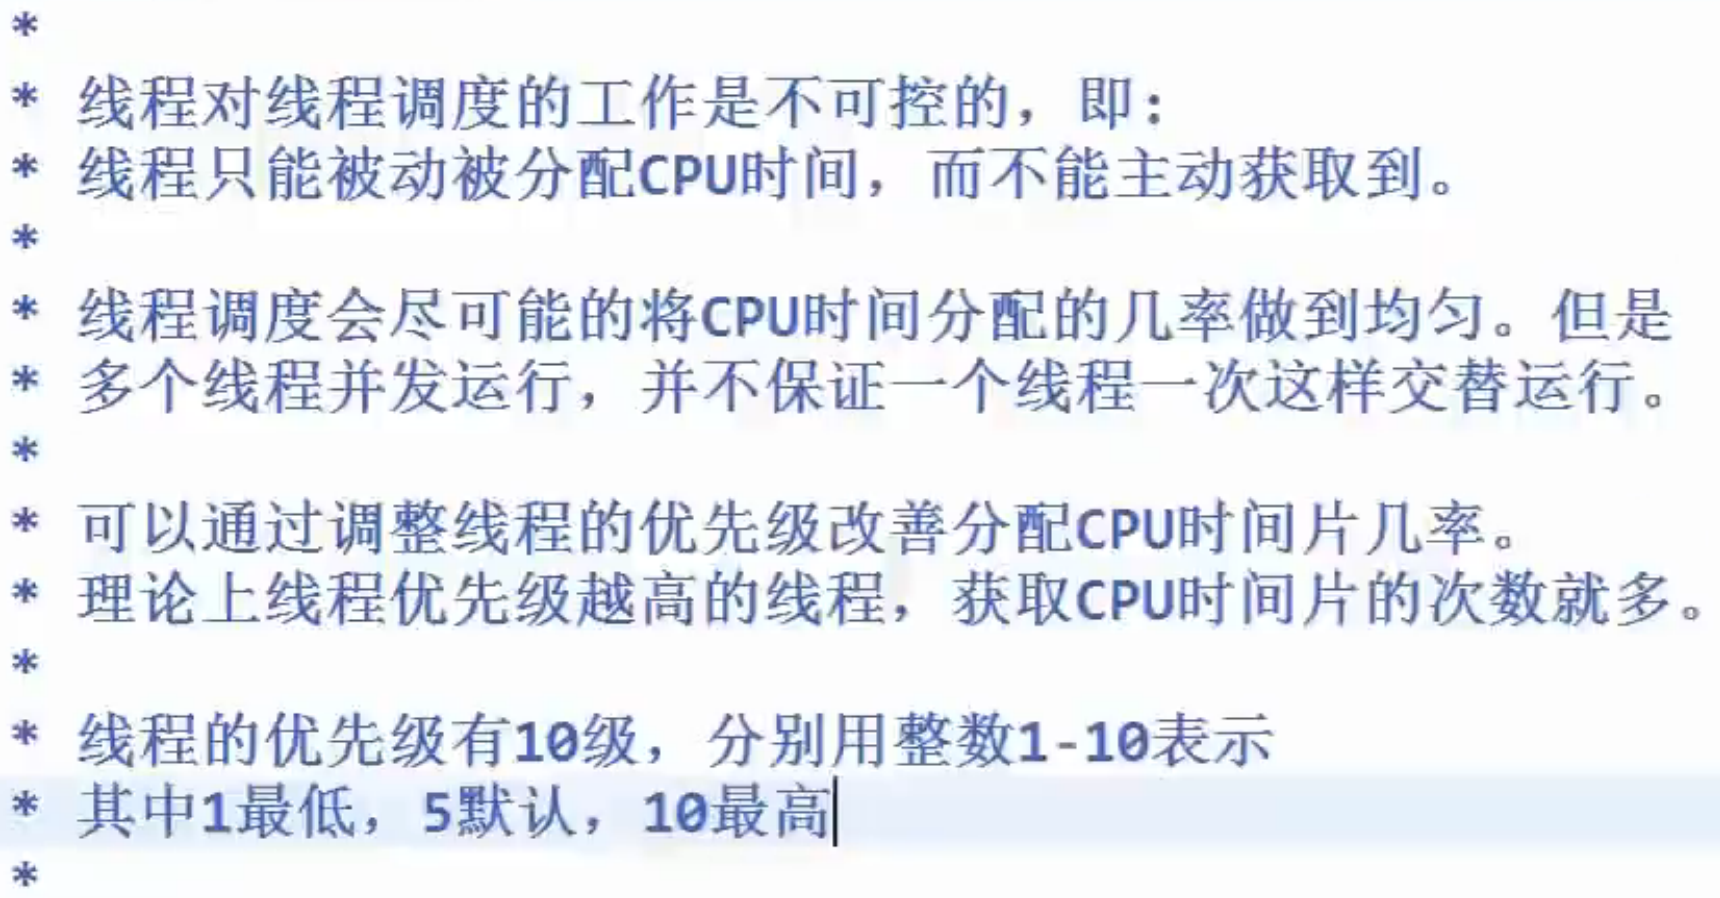 *
* 线程对线程调度的工作是不可控的，即：
* 线程只能被动被分配CPU时间，而不能主动获取到。
*
* 线程调度会尽可能的将CPU时间分配的几率做到均匀。但是
* 多个线程并发运行，并不保证一个线程一次这样交替运行。
*
* 可以通过调整线程的优先级改善分配CPU时间片几率。
* 理论上线程优先级越高的线程，获取CPU时间片的次数就多。
*
* 线程的优先级有10级，分别用整数1-10表示
* 其中1最低，5默认，10最高
*